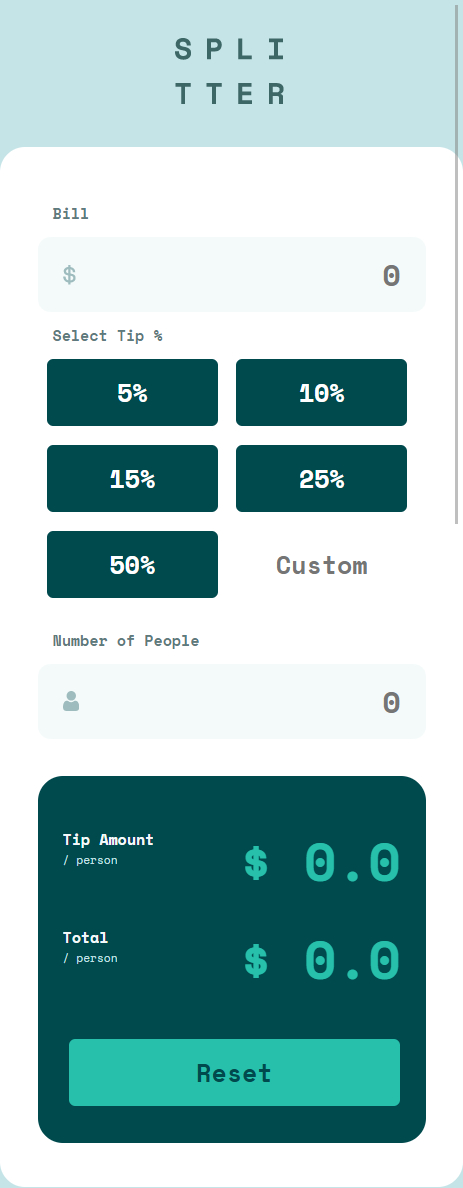 SPLI
TTER
Bill
$ 0
Select Tip %
5% 10%
15% 25%
50% Custom
Number of People
0
Tip Amount
/ person
$ 0.0
Total
/ person
$ 0.0
Reset